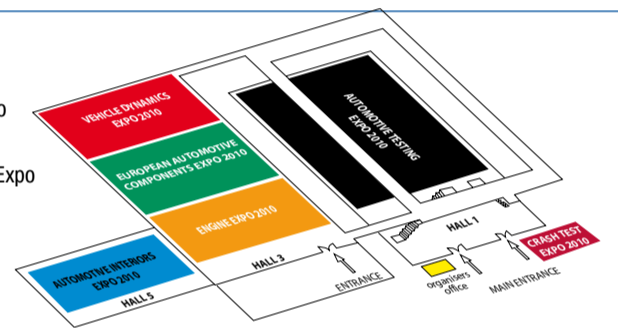 o
Expo
VEHICLE DYNAMICS
EXPO 2010
EUROPEAN AUTOMOTIVE
COMPONENTS EXPO 2010
ENGINE EXPO 2010
AUTOMOTIVE INTERIORS
EXPO 2010
HALL 5
HALL 3
ENTRANCE
AUTOMOTIVE TESTING
EXPO 2010
HALL 1
CRASH TEST
EXPO 2010
organisers
office
MAIN ENTRANCE